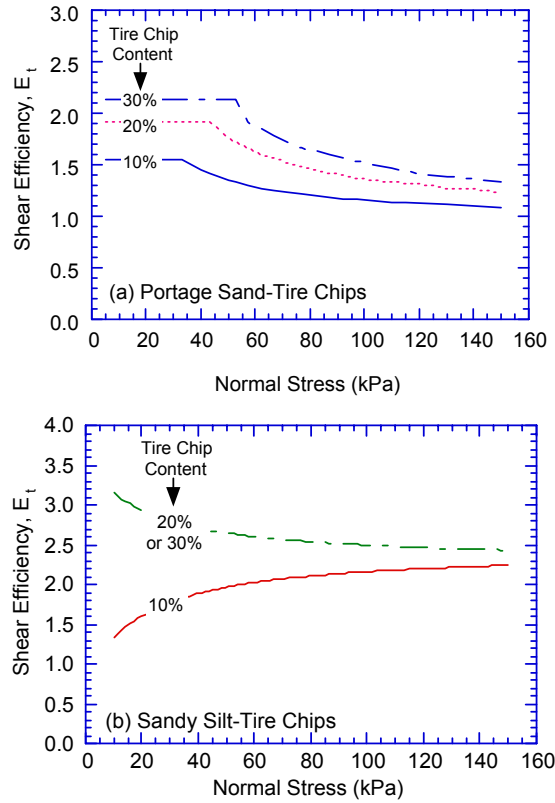 3.0
Tire Chip
Content
2.5
30%
2.0
20%
1.5
10%
1.0
0.5
(a) Portage Sand-Tire Chips
0.0
Shear Efficiency, E t
0 20 40 60 80 100 120 140 160
Normal Stress (kPa)
4.0
Tire Chip
Content
3.5
3.0
20%
or 30%
2.5
2.0
10%
1.5
1.0
0.5
(b) Sandy Silt-Tire Chips
0.0
Shear Efficiency, E t
0 20 40 60 80 100 120 140 160
Normal Stress (kPa)